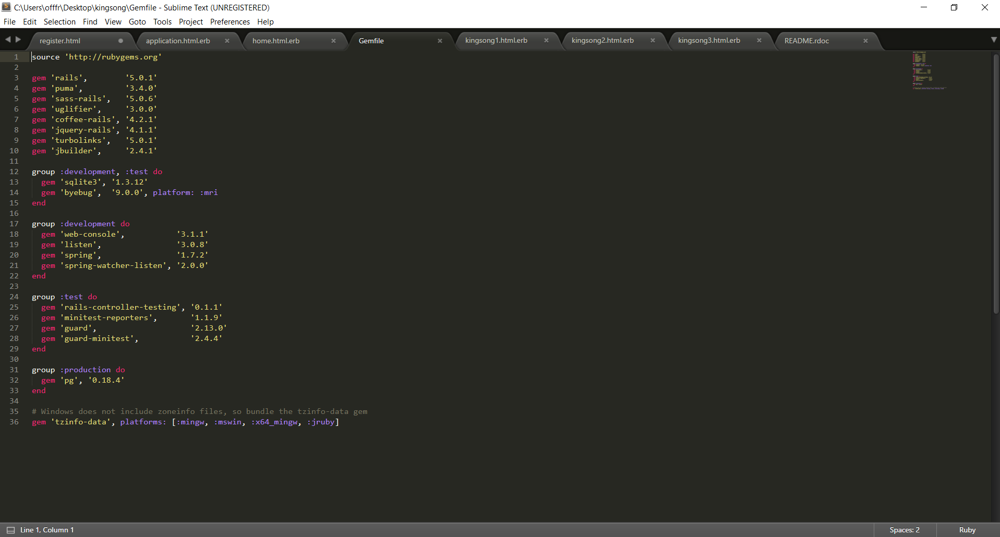 C:\Users\offfr\Desktop\kingsong\Gemfile - Sublime Text (UNREGISTERED)
File Edit Selection Find View Goto Tools Project Preferences Help
register.html application.html.erb home.html.erb Gemfile kingsong1.html.erb kingsong2.html.erb kingsong3.html.erb README.rdoc
1 source 'http://rubygems.org'
2
3 gem 'rails',        '5.0.1'
4 gem 'puma',         '3.4.0'
5 gem 'sass-rails',   '5.0.6'
6 gem 'uglifier',     '3.0.0'
7 gem 'coffee-rails', '4.2.1'
8 gem 'jquery-rails', '4.1.1'
9 gem 'turbolinks',   '5.0.1'
10 gem 'jbuilder',     '2.4.1'
11
12 group :development, :test do
13   gem 'sqlite3', '1.3.12'
14   gem 'byebug',  '9.0.0', platform: :mri
15 end
16
17 group :development do
18   gem 'web-console',           '3.1.1'
19   gem 'listen',                '3.0.8'
20   gem 'spring',                '1.7.2'
21   gem 'spring-watcher-listen', '2.0.0'
22 end
23
24 group :test do
25   gem 'rails-controller-testing', '0.1.1'
26   gem 'minitest-reporters',       '1.1.9'
27   gem 'guard',                    '2.13.0'
28   gem 'guard-minitest',           '2.4.4'
29 end
30
31 group :production do
32   gem 'pg', '0.18.4'
33 end
34
35 # Windows does not include zoneinfo files, so bundle the tzinfo-data gem
36 gem 'tzinfo-data', platforms: [:mingw, :mswin, :x64_mingw, :jruby]
Line 1, Column 1 Spaces: 2 Ruby